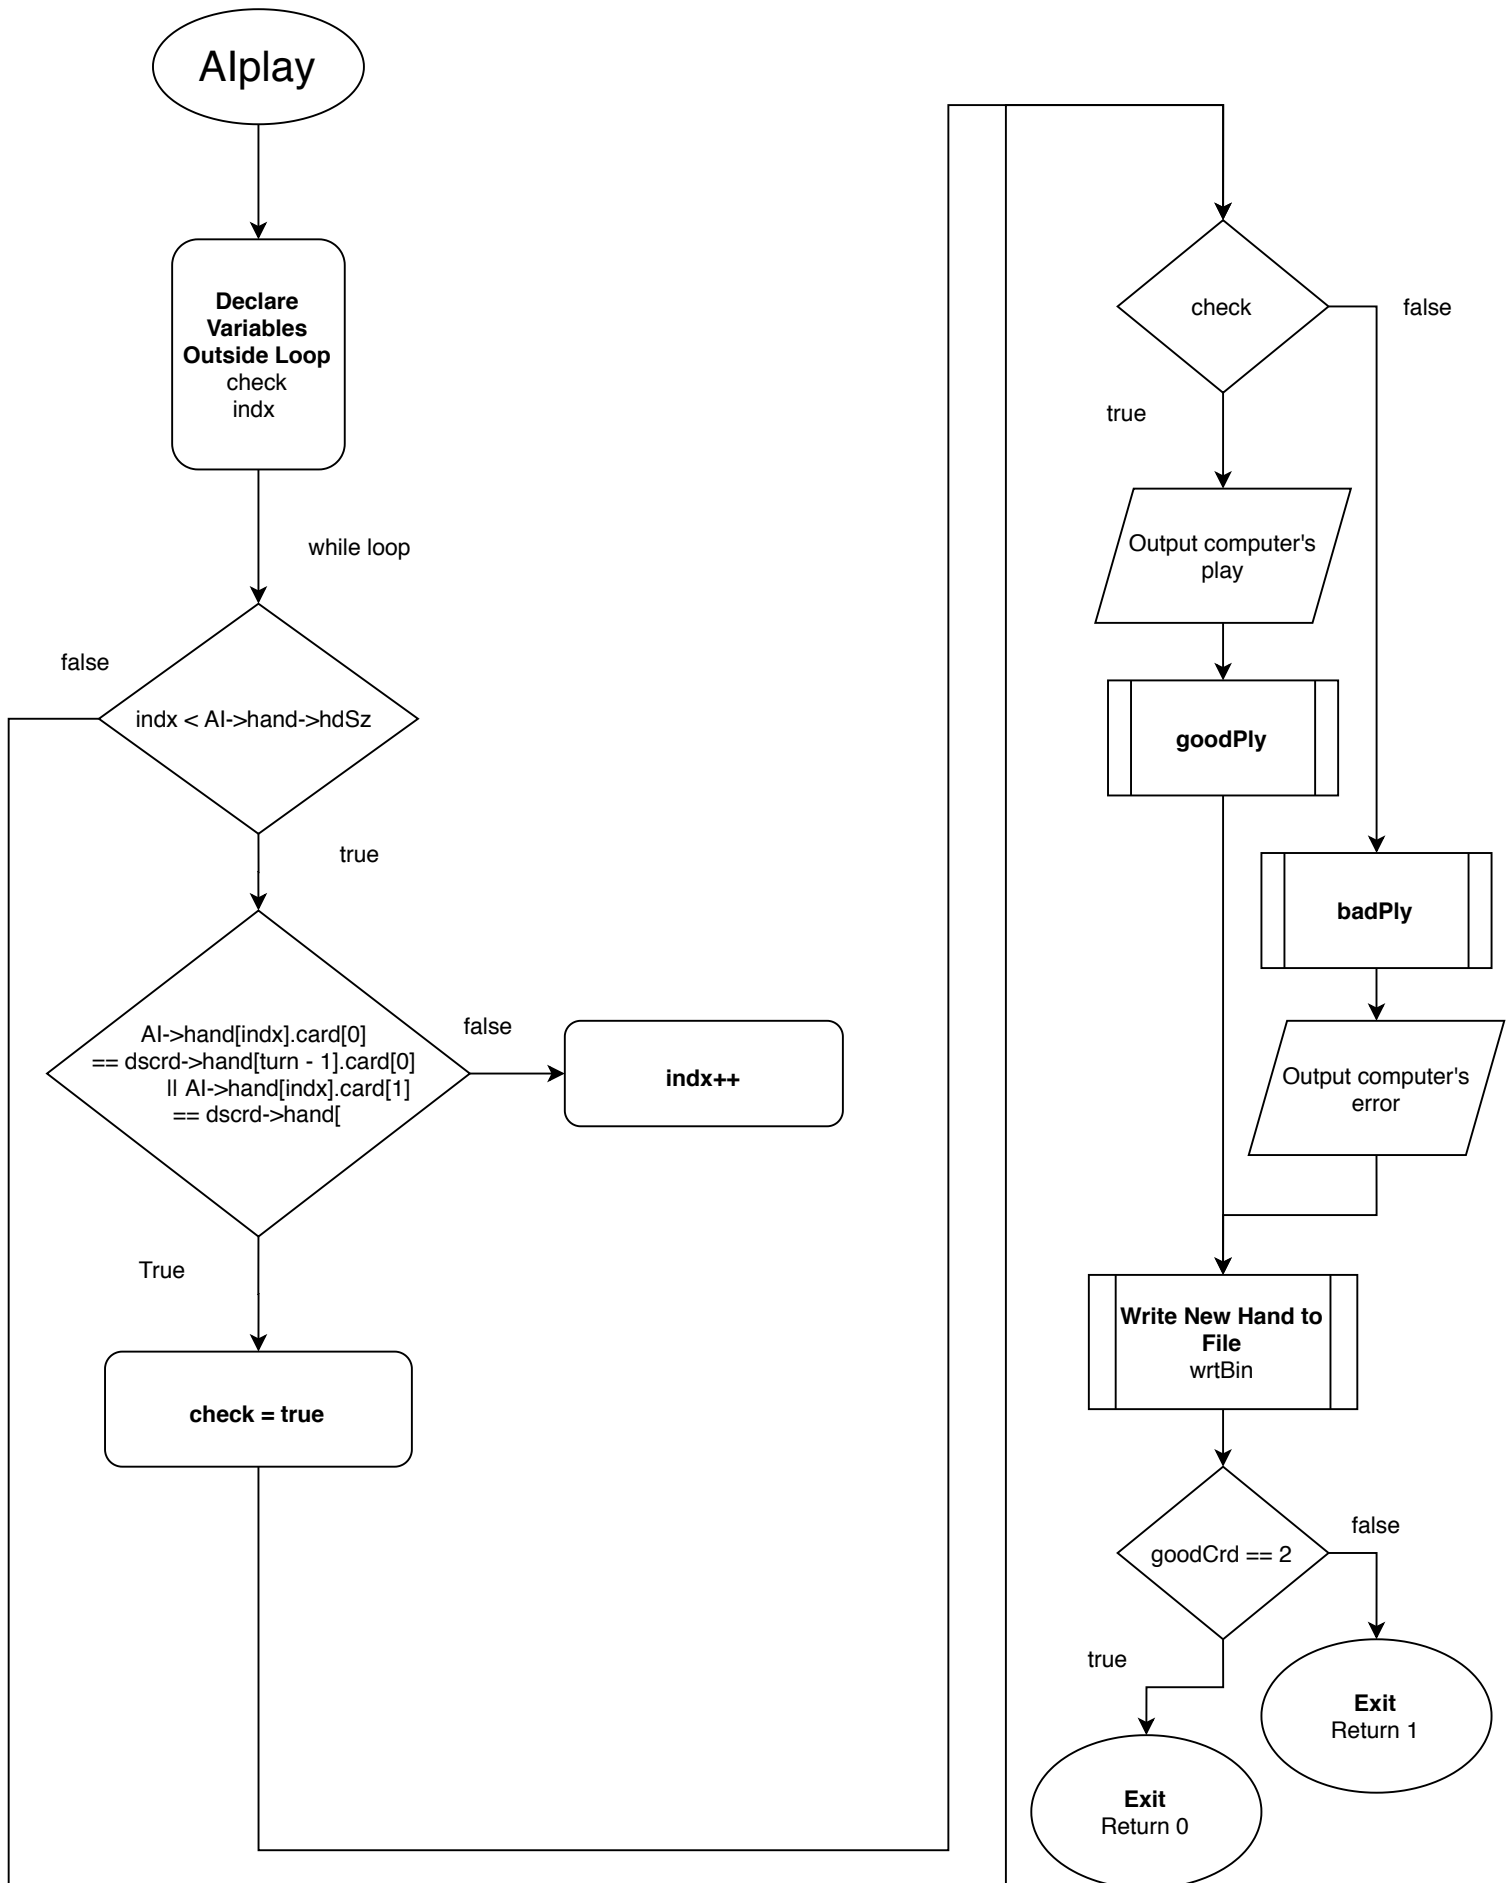 AIplay
Declare
Variables
Outside Loop
check
indx
while loop
false
indx < AI->hand->hdSz
true
AI->hand[indx].card[0]
== dscrd->hand[turn - 1].card[0]
|| AI->hand[indx].card[1]
== dscrd->hand[
false
indx++
True
check = true
check
false
true
Output computer's
play
goodPly
badPly
Output computer's
error
Write New Hand to
File
wrtBin
goodCrd == 2
false
true
Exit
Return 1
Exit
Return 0